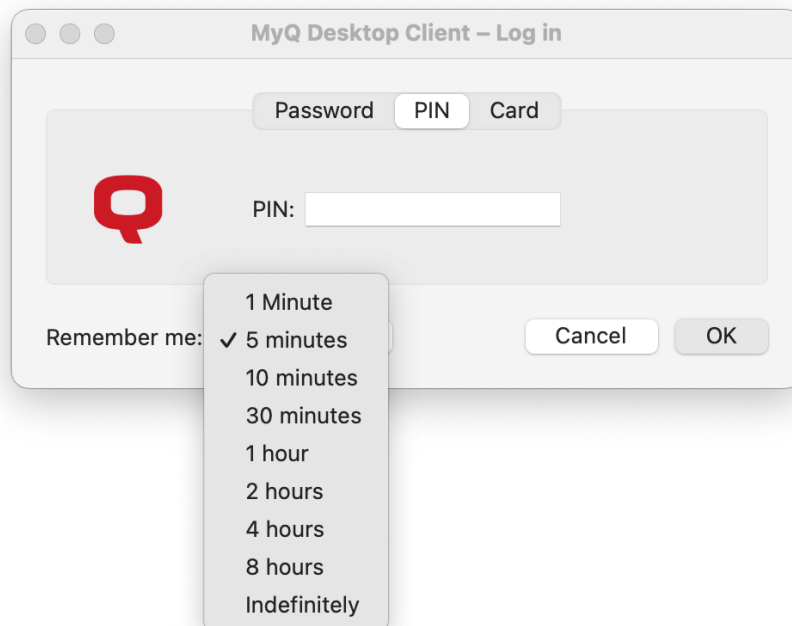 MyQ Desktop Client – Log in
Password PIN Card
PIN:
Remember me:
1 Minute
✓ 5 minutes
10 minutes
30 minutes
1 hour
2 hours
4 hours
8 hours
Indefinitely
Cancel OK